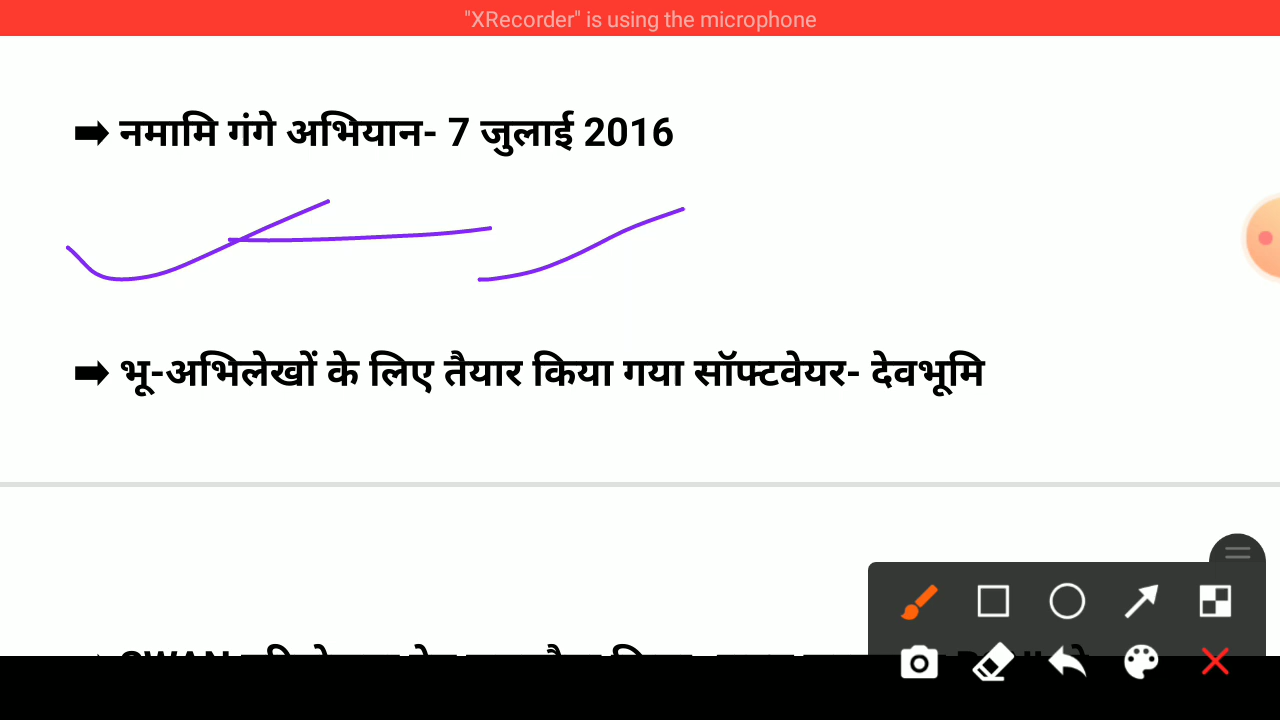 "XRecorder" is using the microphone
➡ नमामि गंगे अभियान- 7 जुलाई 2016
➡ भू-अभिलेखों के लिए तैयार किया गया सॉफ्टवेयर- देवभूमि